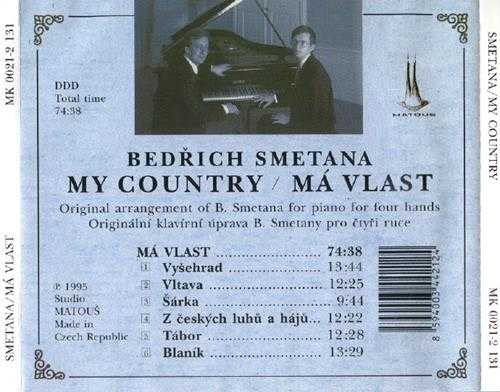 MK 0021-2 131
SMETANA/MÁ VLAST
DDD
Total time
74:38
MATOUŠ
BEDŘICH SMETANA
MY COUNTRY / MÁ VLAST
Original arrangement of B. Smetana for piano for four hands
Originální klavírní úprava B. Smetany pro čtyři ruce
MÁ VLAST .................... 74:38
1 Vyšehrad .................. 13:44
2 Vltava ...................... 12:25
3 Šárka ........................ 9:44
4 Z českých luhů a hájů... 12:22
5 Tábor ....................... 12:28
6 Blaník ...................... 13:29
℗ 1995
Studio
MATOUŠ
Made in
Czech Republic
8 594003 442124
SMETANA/MY COUNTRY
MK 0021-2 131